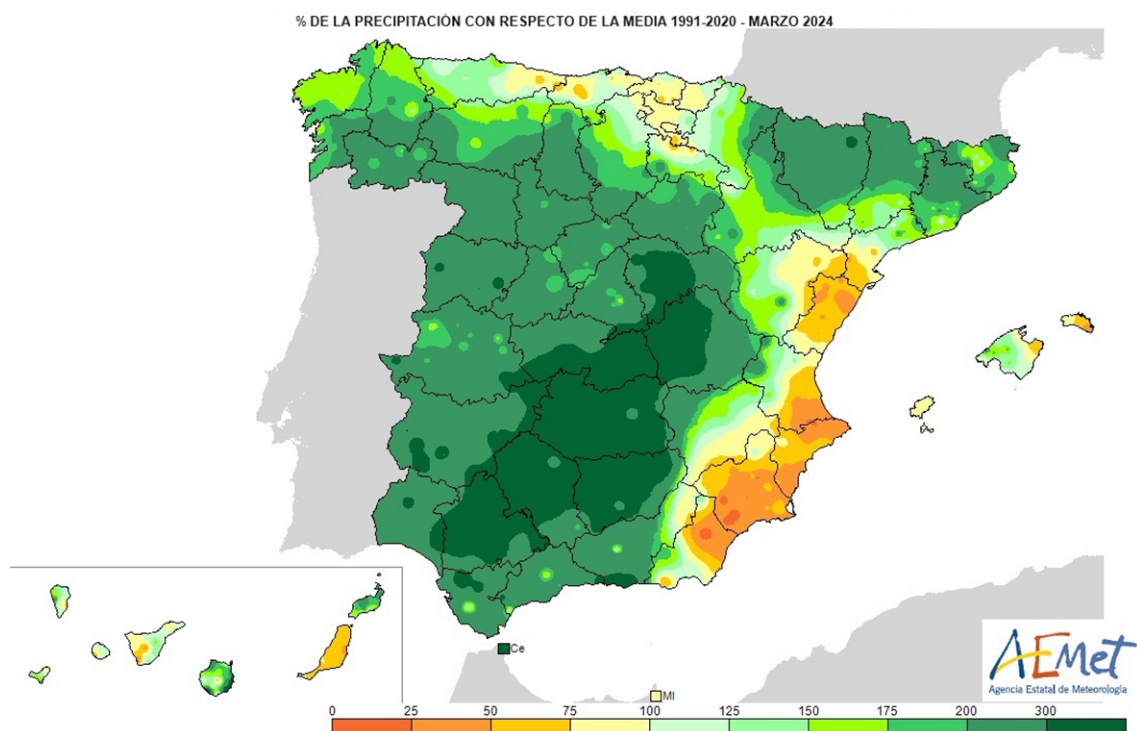 % DE LA PRECIPITACIÓN CON RESPECTO DE LA MEDIA 1991-2020 - MARZO 2024
Ce
Ml
AEMet
Agencia Estatal de Meteorología
0 25 50 75 100 125 150 175 200 300